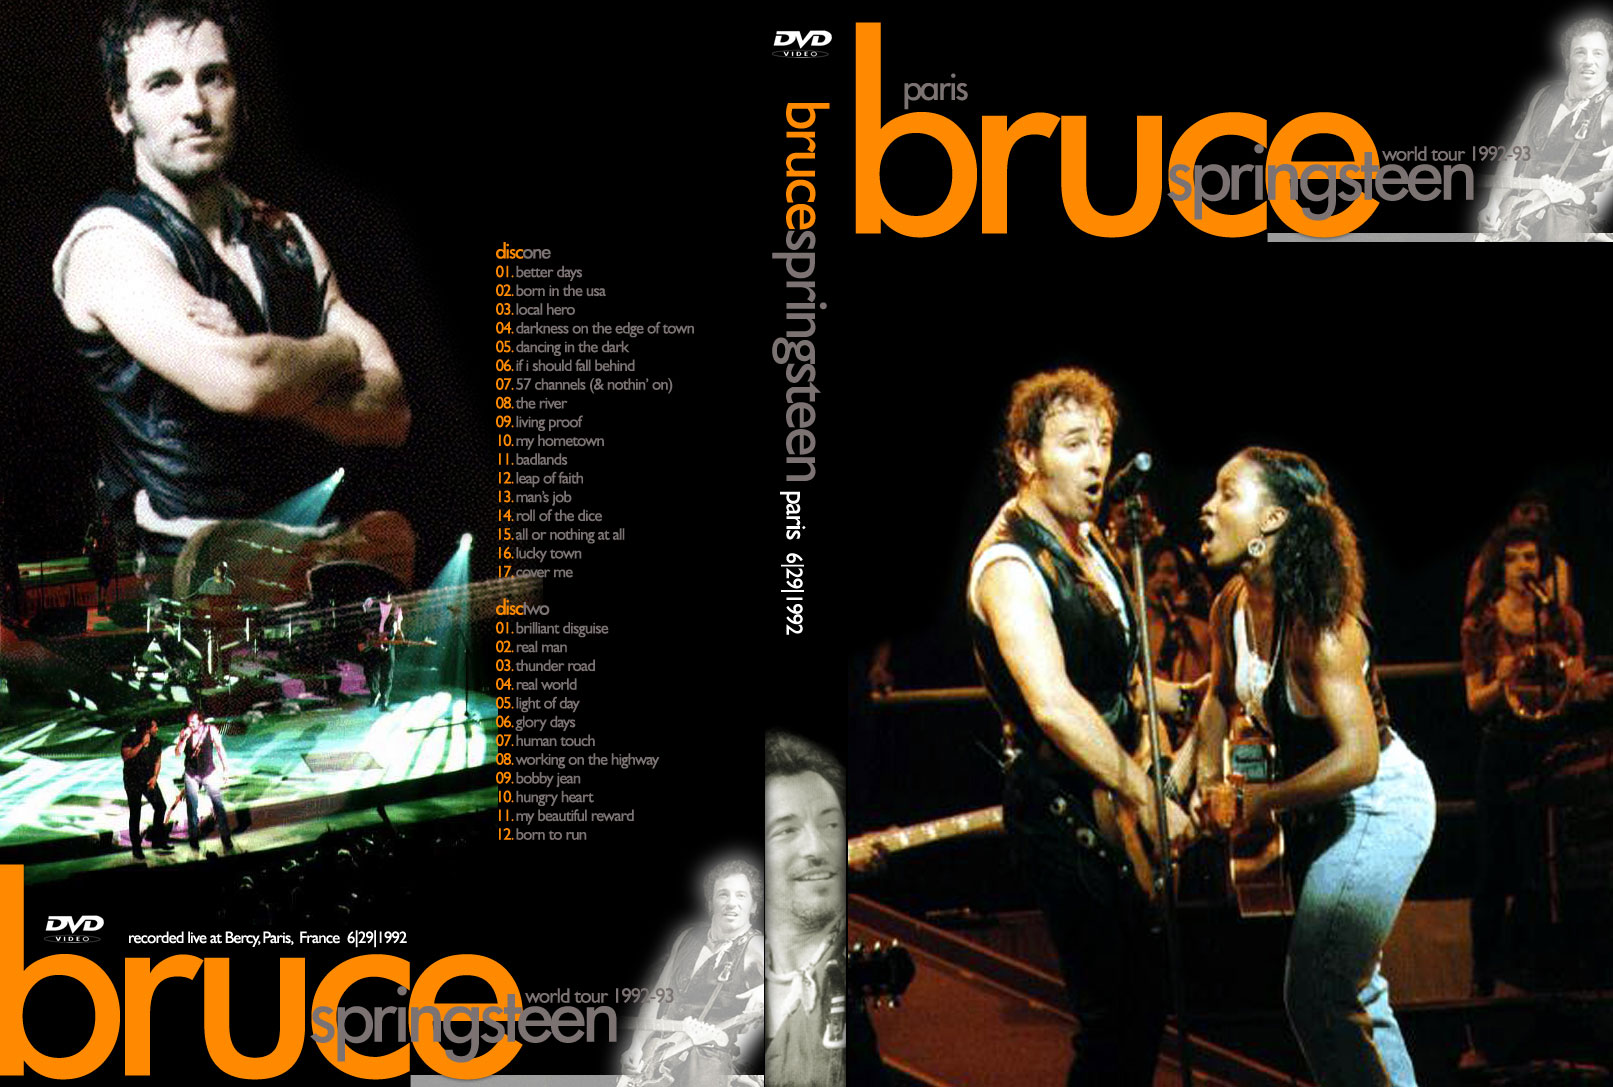 discone
01. better days
02. born in the usa
03. local hero
04. darkness on the edge of town
05. dancing in the dark
06. if i should fall behind
07. 57 channels (& nothin' on)
08. the river
09. living proof
10. my hometown
11. badlands
12. leap of faith
13. man's job
14. roll of the dice
15. all or nothing at all
16. lucky town
17. cover me
disctwo
01. brilliant disguise
02. real man
03. thunder road
04. real world
05. light of day
06. glory days
07. human touch
08. working on the highway
09. bobby jean
10. hungry heart
11. my beautiful reward
12. born to run
DVD
VIDEO
recorded live at Bercy, Paris, France 6|29|1992
bruce
world tour 1992-93
springsteen
DVD
VIDEO
brucespringsteen paris 6|29|1992
paris
bruce
world tour 1992-93
springsteen